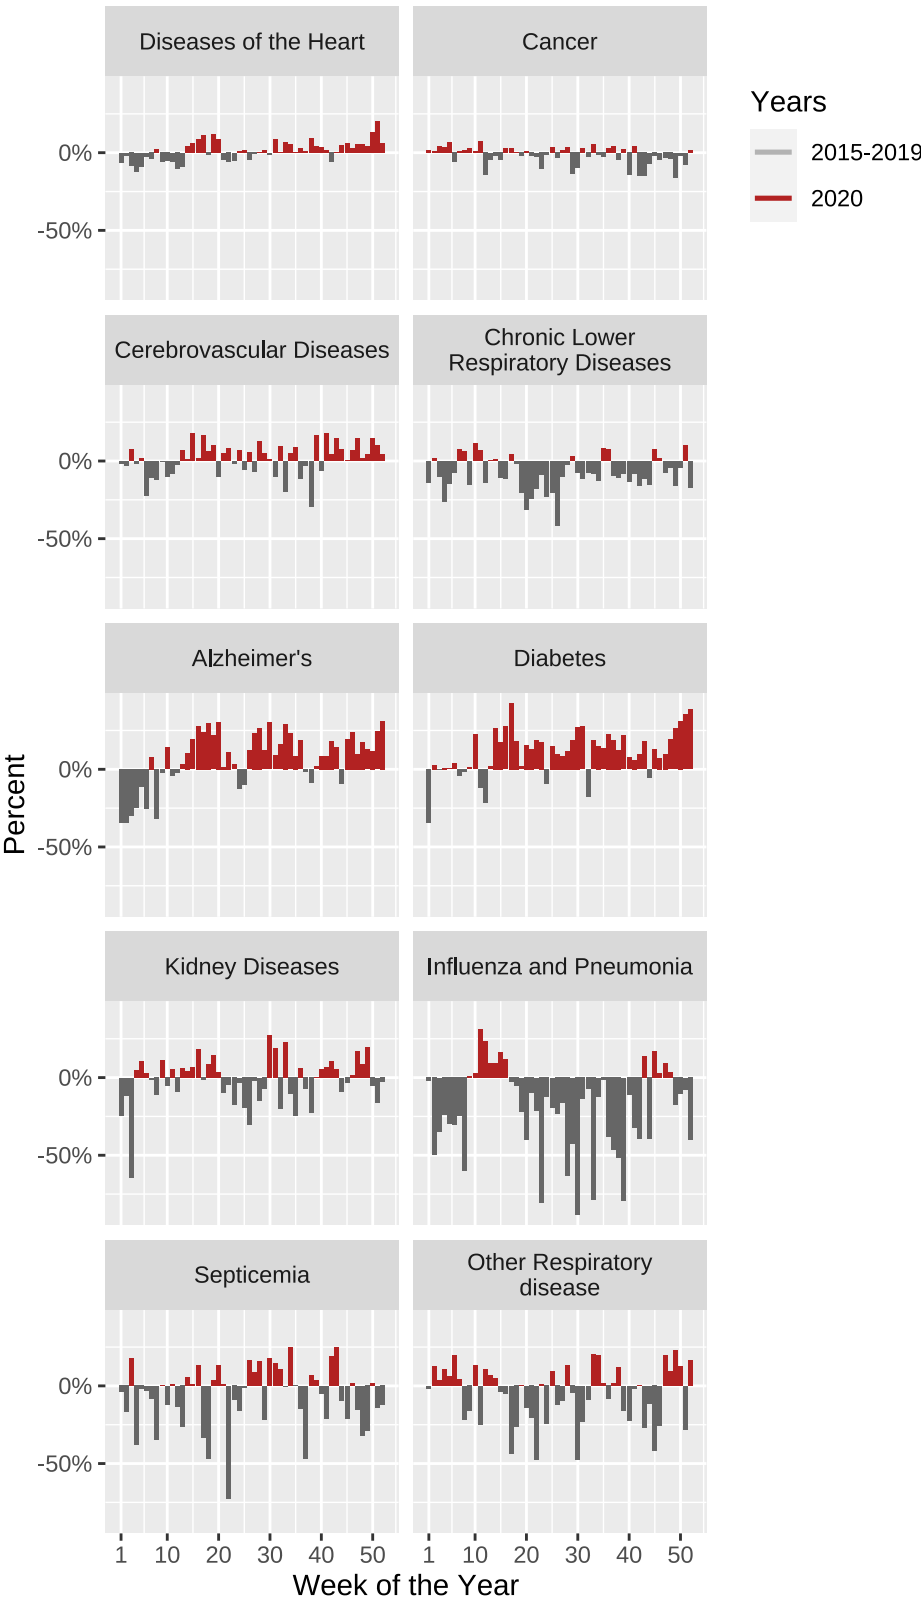 Diseases of the Heart
Cancer
Years
2015-2019
2020
0%
-50%
Cerebrovascular Diseases
Chronic Lower
Respiratory Diseases
0%
-50%
Alzheimer's
Diabetes
0%
-50%
Percent
Kidney Diseases
Influenza and Pneumonia
0%
-50%
Septicemia
Other Respiratory
disease
0%
-50%
1 10 20 30 40 50
1 10 20 30 40 50
Week of the Year